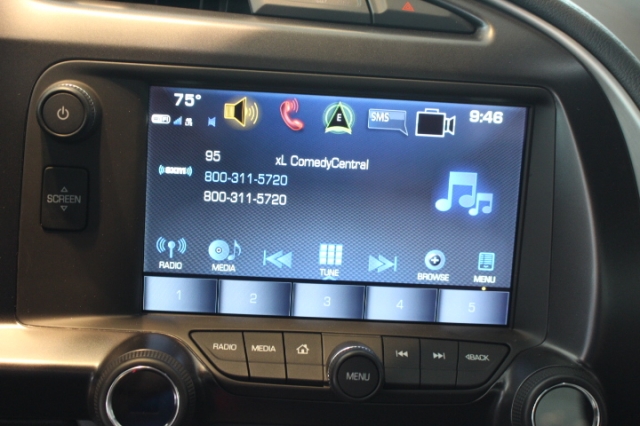 75°
SMS
9:46
E
(((SXM)))
95 xL ComedyCentral
800-311-5720
800-311-5720
RADIO MEDIA TUNE BROWSE MENU
1 2 3 4 5
SCREEN
RADIO MEDIA MENU BACK